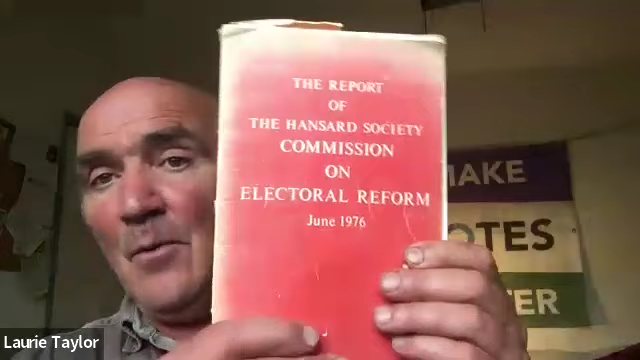 THE REPORT
OF
THE HANSARD SOCIETY
COMMISSION
ON
ELECTORAL REFORM
June 1976
MAKE
OTES
TER
Laurie Taylor